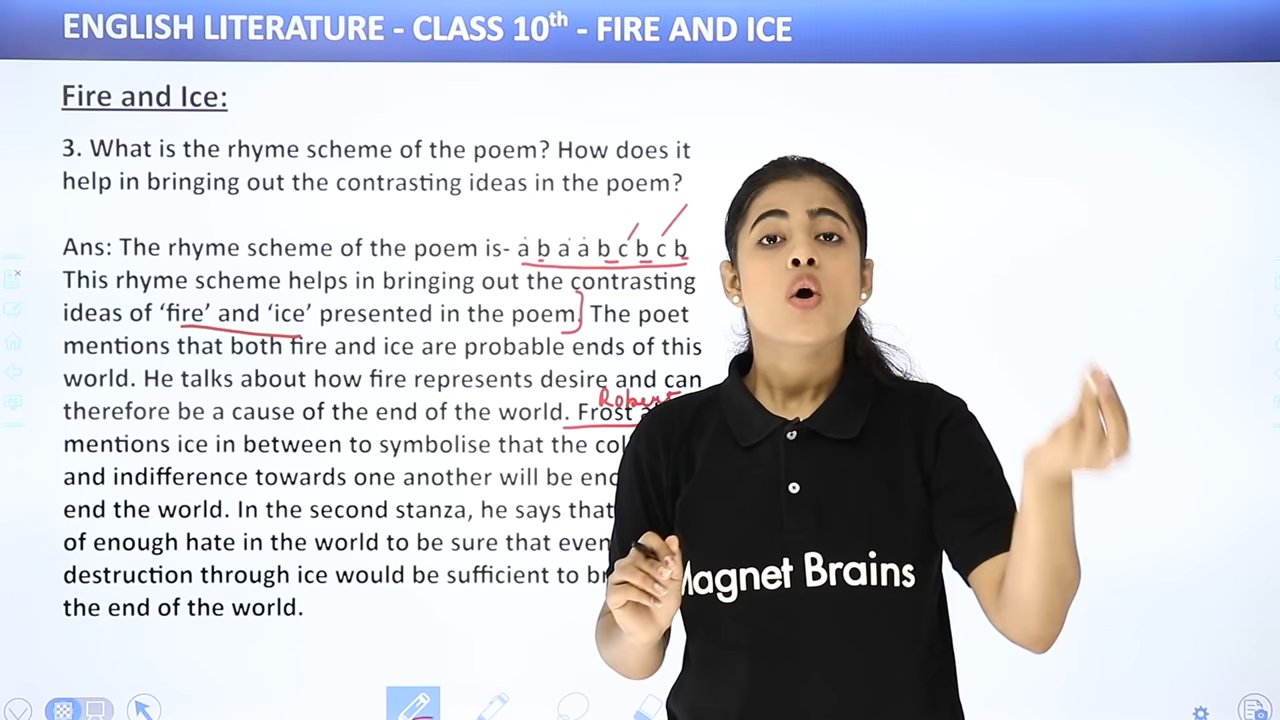 ENGLISH LITERATURE - CLASS 10th - FIRE AND ICE
Fire and Ice:
3. What is the rhyme scheme of the poem? How does it
help in bringing out the contrasting ideas in the poem?
Ans: The rhyme scheme of the poem is- a b a a b c b c b
This rhyme scheme helps in bringing out the contrasting
ideas of ‘fire’ and ‘ice’ presented in the poem. The poet
mentions that both fire and ice are probable ends of this
world. He talks about how fire represents desire and can
Robert
therefore be a cause of the end of the world. Frost
mentions ice in between to symbolise that the
and indifference towards one another will be
end the world. In the second stanza, he says that
of enough hate in the world to be sure that even
destruction through ice would be sufficient to
the end of the world.
Magnet Brains